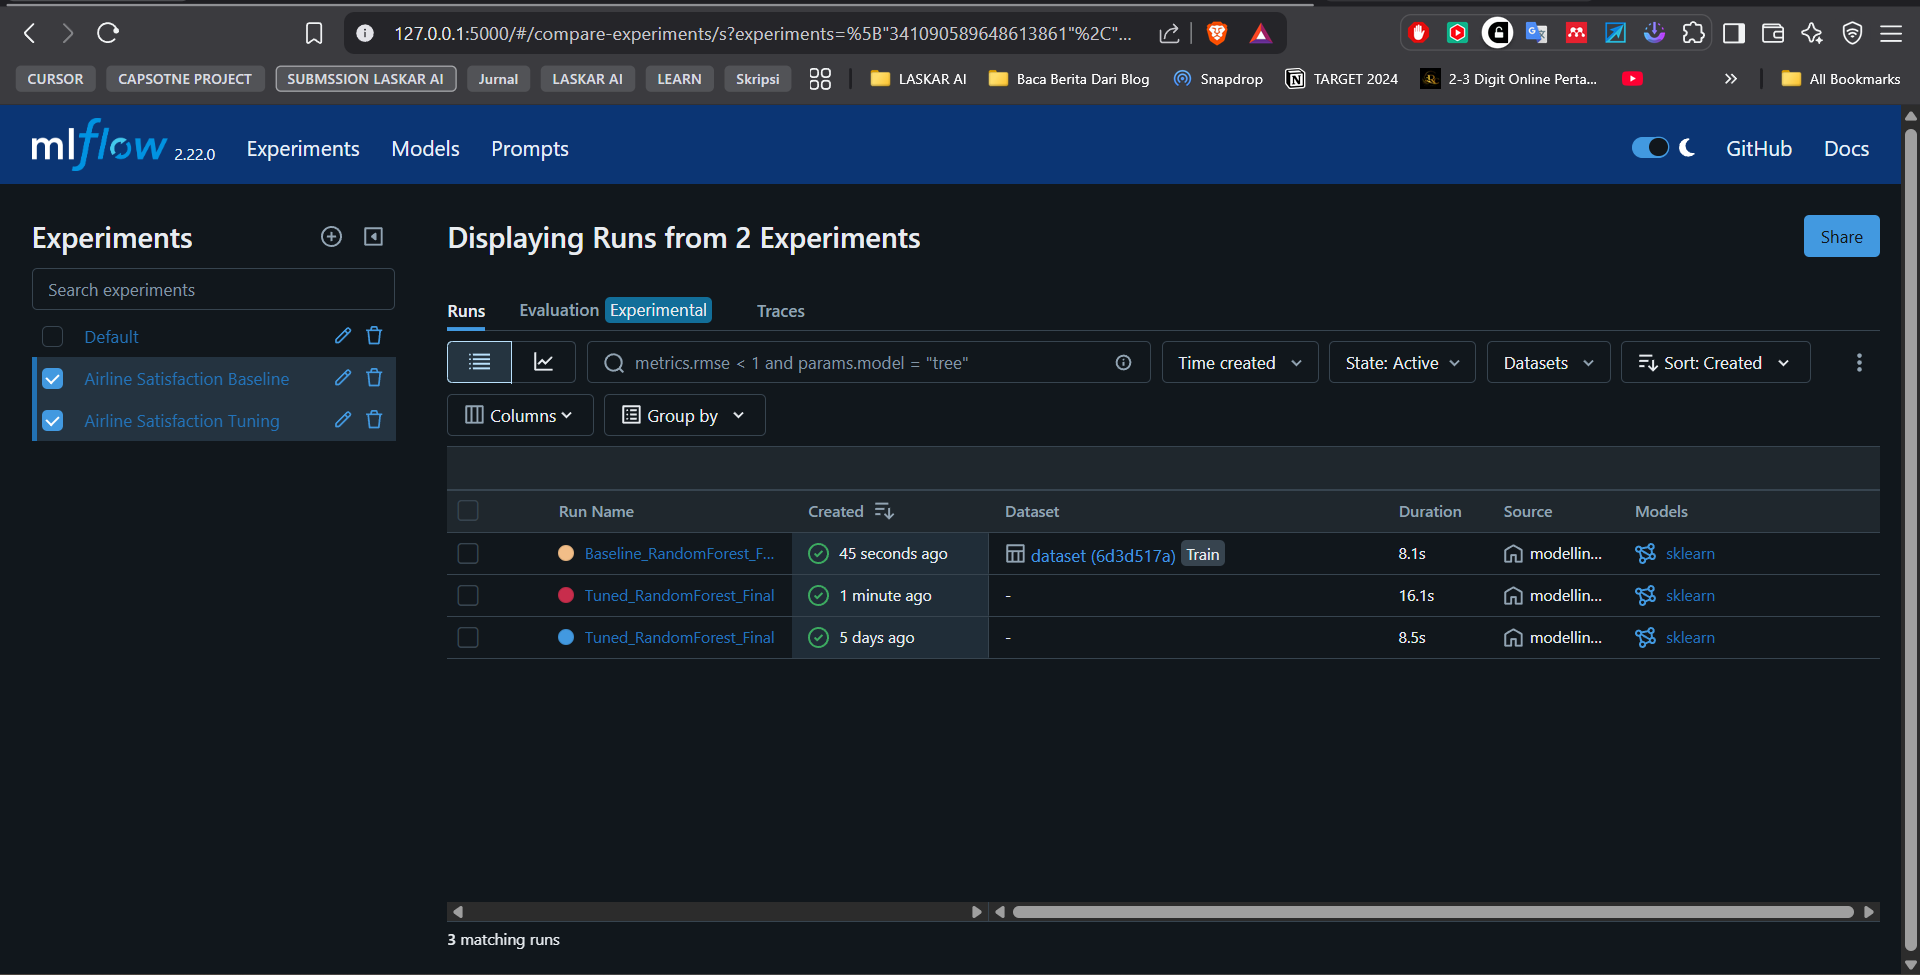 127.0.0.1:5000/#/compare-experiments/s?experiments=%5B"341090589648613861"%2C"...
CURSOR CAPSOTNE PROJECT SUBMSSION LASKAR AI Jurnal LASKAR AI LEARN Skripsi LASKAR AI Baca Berita Dari Blog Snapdrop TARGET 2024 2-3 Digit Online Perta... All Bookmarks
mlflow 2.22.0 Experiments Models Prompts GitHub Docs
Experiments
Search experiments
Default
Airline Satisfaction Baseline
Airline Satisfaction Tuning
Displaying Runs from 2 Experiments
Share
Runs Evaluation Experimental Traces
metrics.rmse < 1 and params.model = "tree" Time created State: Active Datasets Sort: Created
Columns Group by
Run Name Created Dataset Duration Source Models
Baseline_RandomForest_F... 45 seconds ago dataset (6d3d517a) Train 8.1s modellin... sklearn
Tuned_RandomForest_Final 1 minute ago - 16.1s modellin... sklearn
Tuned_RandomForest_Final 5 days ago - 8.5s modellin... sklearn
3 matching runs